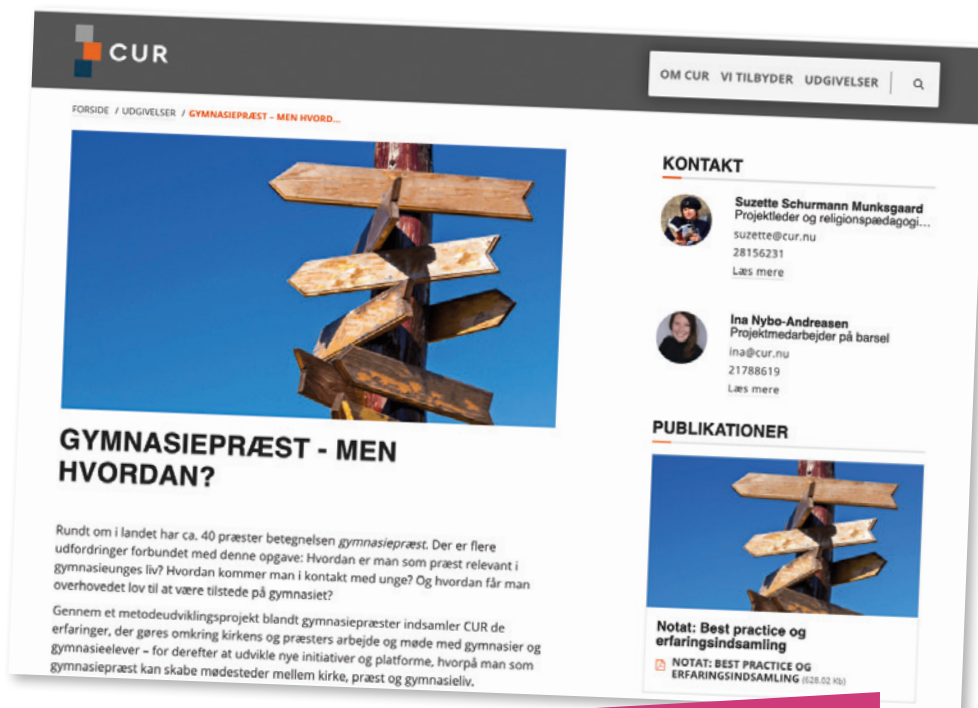 CUR
OM CUR VI TILBYDER UDGIVELSER
FORSIDE / UDGIVELSER / GYMNASIEPRÆST – MEN HVORD...
GYMNASIEPRÆST - MEN
HVORDAN?
Rundt om i landet har ca. 40 præster betegnelsen gymnasiepræst. Der er flere
udfordringer forbundet med denne opgave: Hvordan er man som præst relevant i
gymnasieunges liv? Hvordan kommer man i kontakt med unge? Og hvordan får man
overhovedet lov til at være tilstede på gymnasiet?
Gennem et metodeudviklingsprojekt blandt gymnasiepræster indsamler CUR de
erfaringer, der gøres omkring kirkens og præsters arbejde og møde med gymnasier og
gymnasieelever – for derefter at udvikle nye initiativer og platforme, hvorpå man som
gymnasiepræst kan skabe mødesteder mellem kirke, præst og gymnasieliv.
KONTAKT
Suzette Schurmann Munksgaard
Projektleder og religionspædagogi...
suzette@cur.nu
28156231
Læs mere
Ina Nybo-Andreasen
Projektmedarbejder på barsel
ina@cur.nu
21788619
Læs mere
PUBLIKATIONER
Notat: Best practice og
erfaringsindsamling
NOTAT: BEST PRACTICE OG
ERFARINGSINDSAMLING (628.02 Kb)